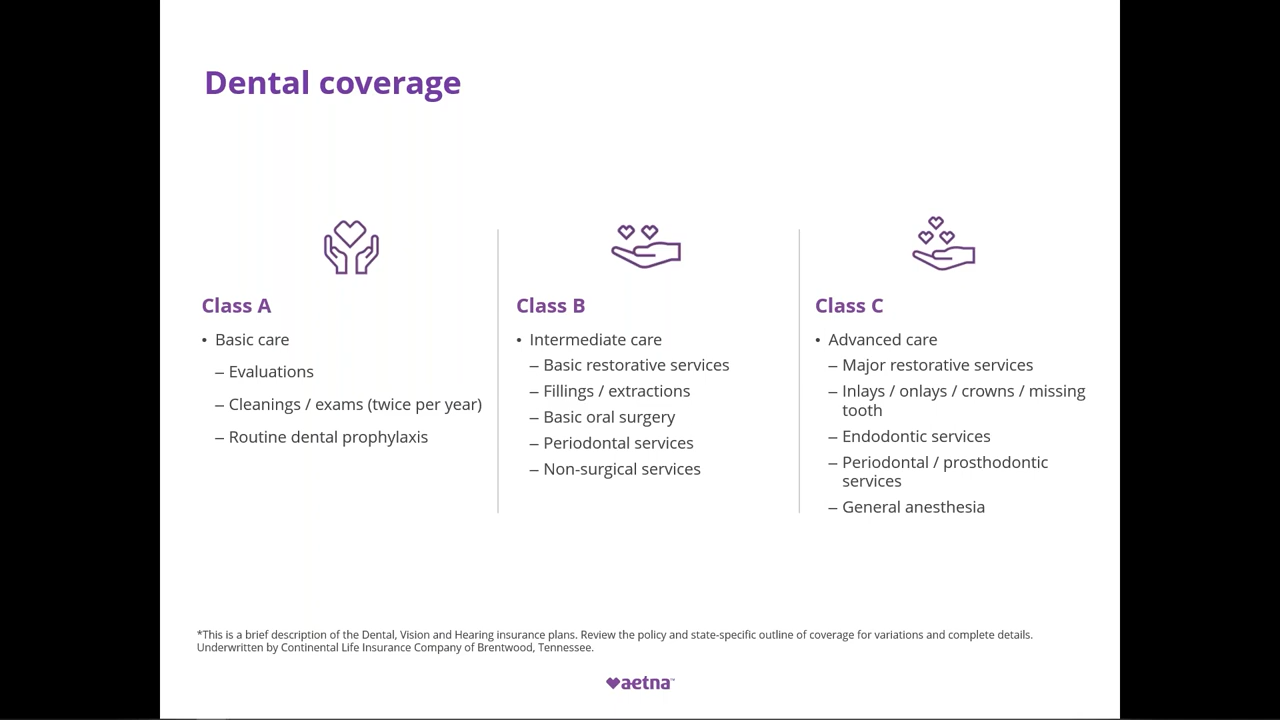 Dental coverage
Class A
• Basic care
– Evaluations
– Cleanings / exams (twice per year)
– Routine dental prophylaxis
Class B
• Intermediate care
– Basic restorative services
– Fillings / extractions
– Basic oral surgery
– Periodontal services
– Non-surgical services
Class C
• Advanced care
– Major restorative services
– Inlays / onlays / crowns / missing
tooth
– Endodontic services
– Periodontal / prosthodontic
services
– General anesthesia
*This is a brief description of the Dental, Vision and Hearing insurance plans. Review the policy and state-specific outline of coverage for variations and complete details.
Underwritten by Continental Life Insurance Company of Brentwood, Tennessee.
aetna™